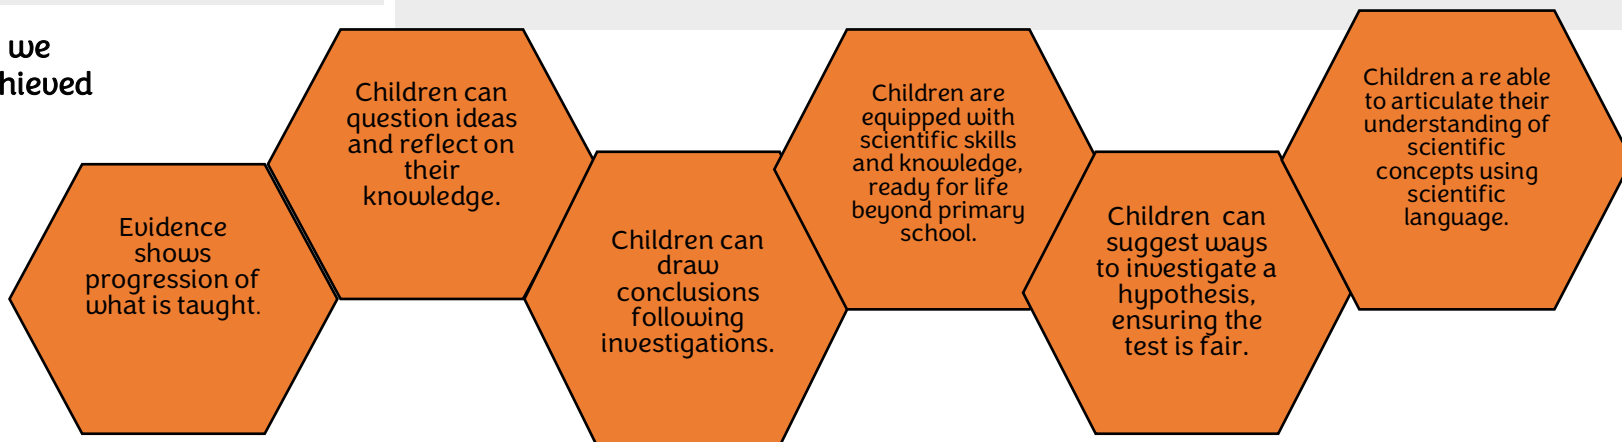 we
hieved
Evidence
shows
progression of
what is taught.
Children can
question ideas
and reflect on
their
knowledge.
Children can
draw
conclusions
following
investigations.
Children are
equipped with
scientific skills
and knowledge,
ready for life
beyond primary
school.
Children can
suggest ways
to investigate a
hypothesis,
ensuring the
test is fair.
Children a re able
to articulate their
understanding of
scientific
concepts using
scientific
language.